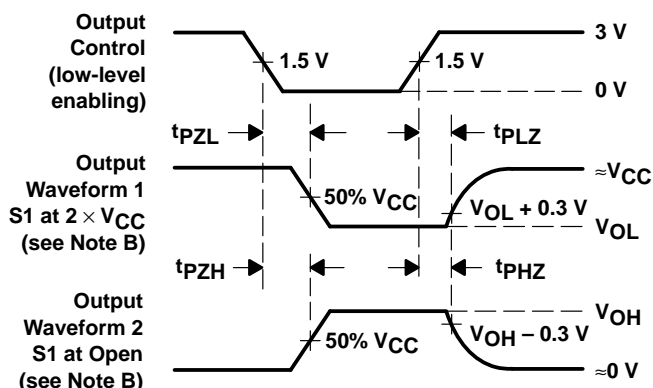 Output
Control
(low-level
enabling)
1.5 V
1.5 V
3 V
0 V
tPZL
tPLZ
Output
Waveform 1
S1 at 2 × VCC
(see Note B)
50% VCC
VOL + 0.3 V
≈VCC
VOL
tPZH
tPHZ
Output
Waveform 2
S1 at Open
(see Note B)
50% VCC
VOH − 0.3 V
VOH
≈0 V